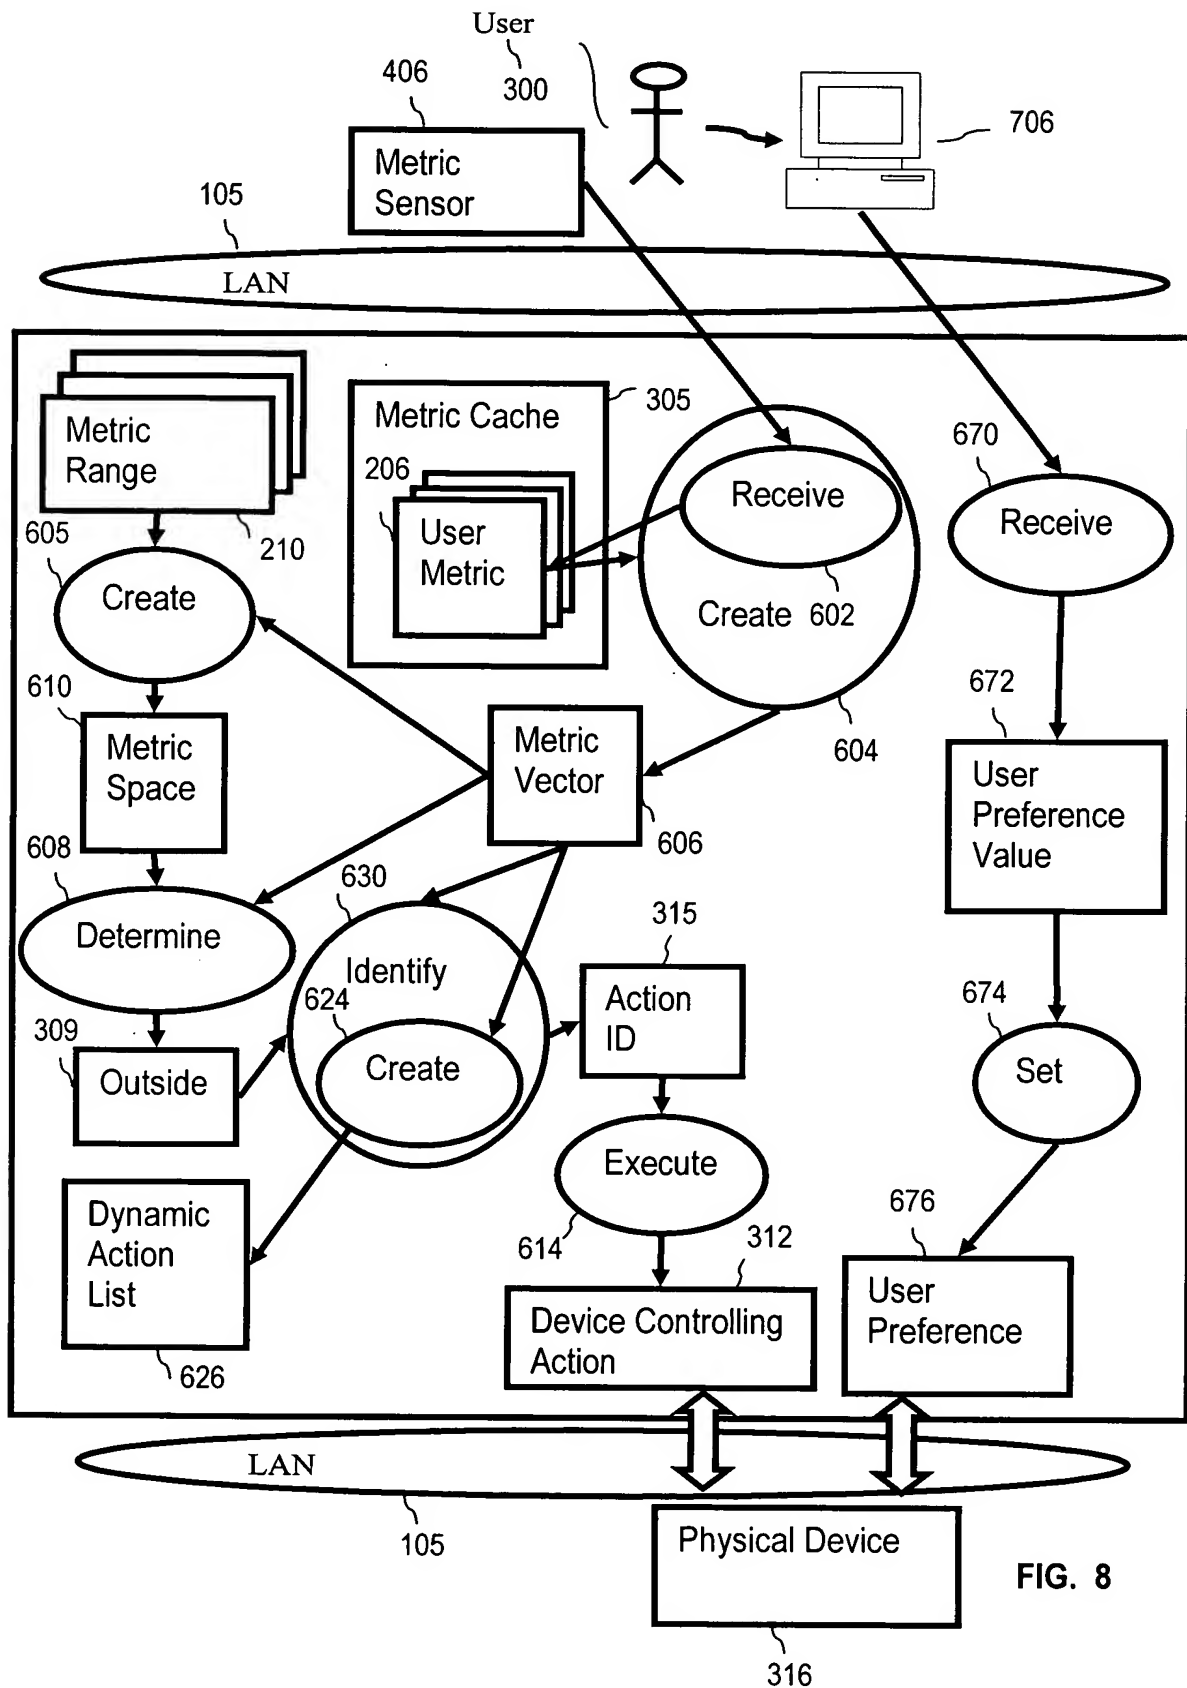 User
300
406
706
Metric
Sensor
105
LAN
Metric
Range
210
Metric Cache
305
206
User
Metric
Receive
602
Create
604
670
Receive
605
Create
610
Metric
Space
Metric
Vector
606
672
User
Preference
Value
608
Determine
630
Identify
624
Create
315
Action
ID
674
Set
309
Outside
Execute
614
Dynamic
Action
List
626
312
Device Controlling
Action
676
User
Preference
LAN
105
Physical Device
316
FIG. 8